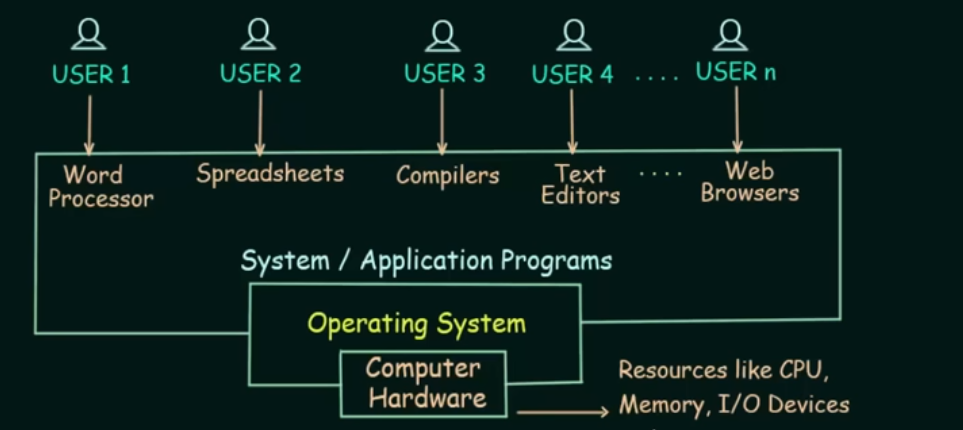 USER 1 USER 2 USER 3 USER 4 .... USER n
Word Processor
Spreadsheets
Compilers
Text Editors
....
Web Browsers
System / Application Programs
Operating System
Computer
Hardware
Resources like CPU,
Memory, I/O Devices